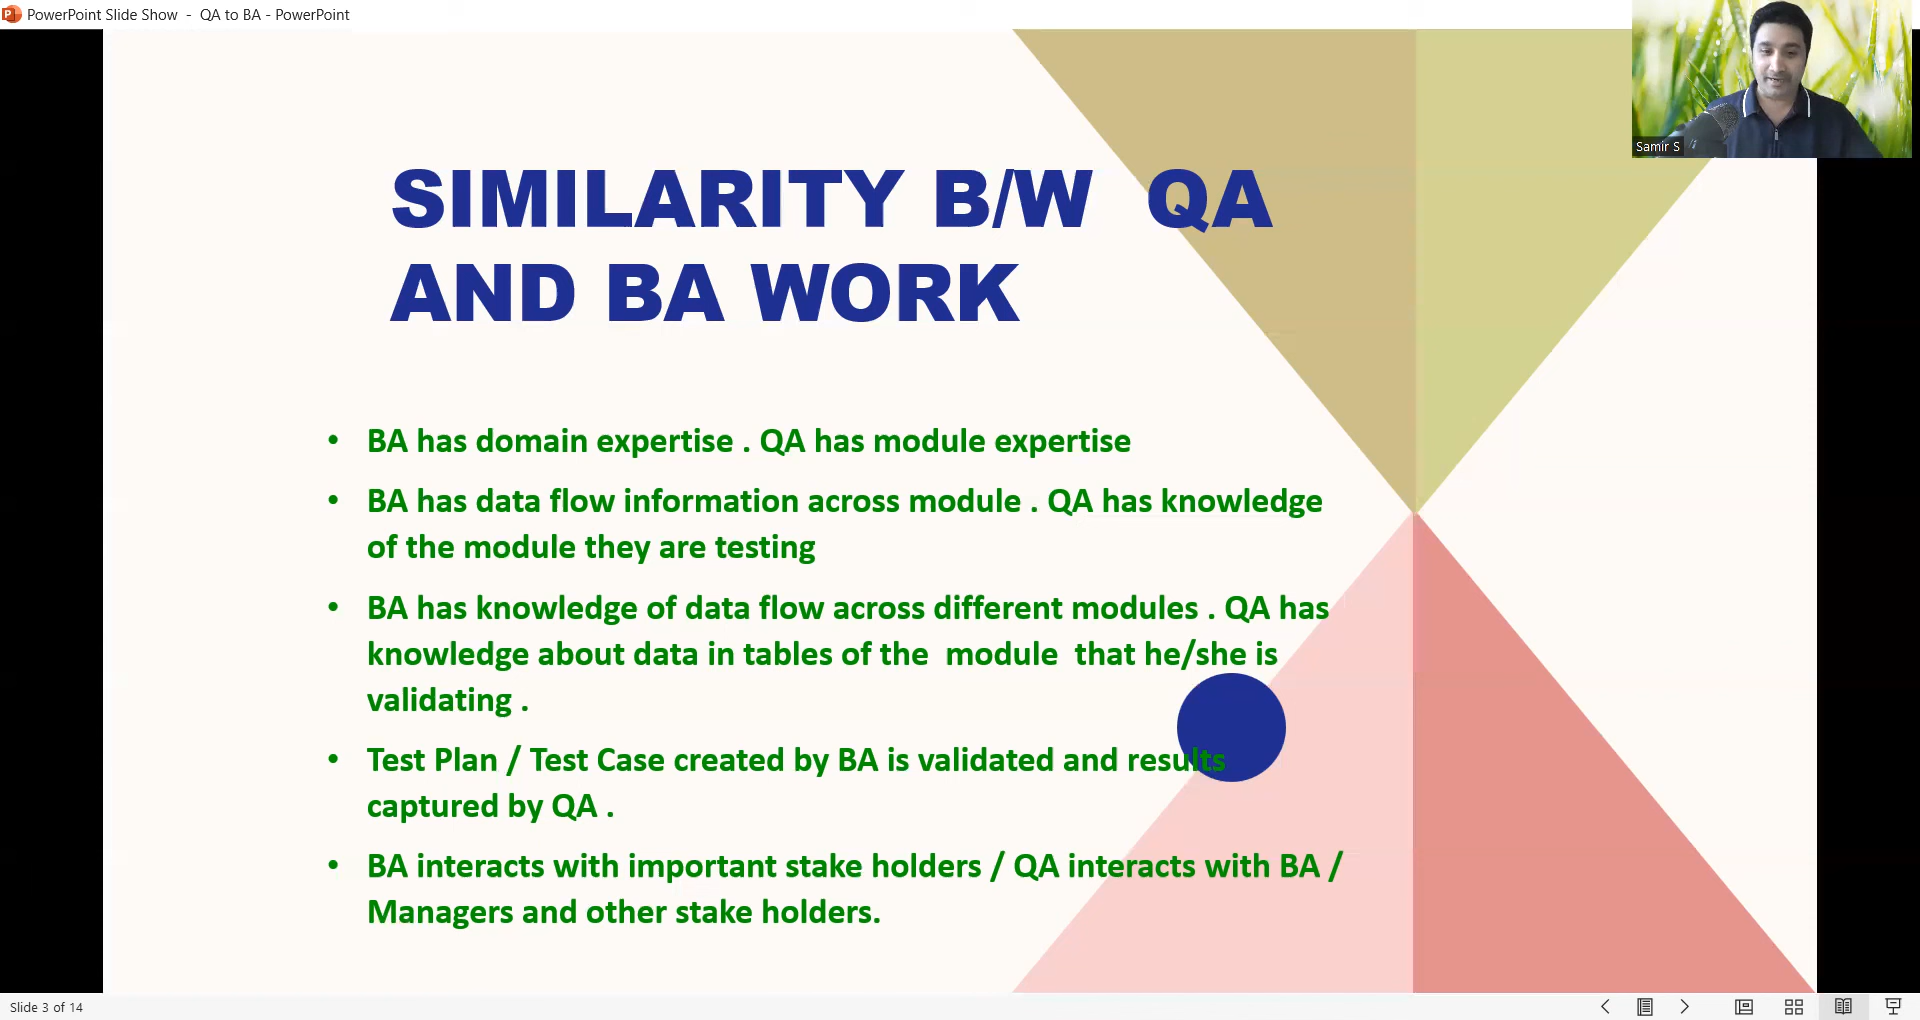 PowerPoint Slide Show - QA to BA - PowerPoint
Samir S
SIMILARITY B/W QA
AND BA WORK
• BA has domain expertise . QA has module expertise
• BA has data flow information across module . QA has knowledge
of the module they are testing
• BA has knowledge of data flow across different modules . QA has
knowledge about data in tables of the module that he/she is
validating .
• Test Plan / Test Case created by BA is validated and results
captured by QA .
• BA interacts with important stake holders / QA interacts with BA /
Managers and other stake holders.
Slide 3 of 14